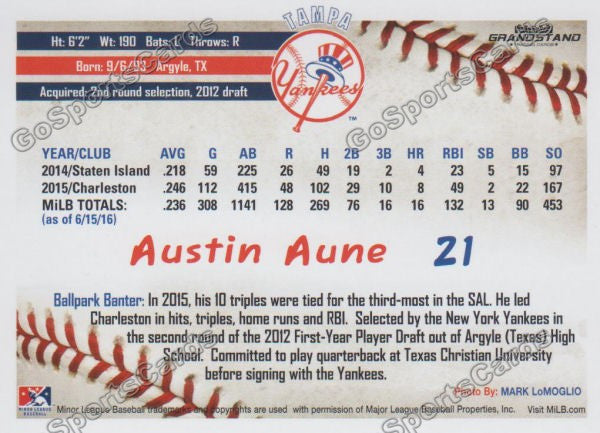 TAMPA
Yankees
TM
GRANDSTAND
TRADING CARDS
Ht: 6'2" Wt: 190 Bats: L Throws: R
Born: 9/6/93, Argyle, TX
Acquired: 2nd round selection, 2012 draft
YEAR/CLUB AVG G AB R H 2B 3B HR RBI SB BB SO
2014/Staten Island .218 59 225 26 49 19 2 4 23 5 15 97
2015/Charleston .246 112 415 48 102 29 10 8 49 2 22 167
MiLB TOTALS: .236 308 1141 128 269 76 16 16 132 13 90 453
(as of 6/15/16)
Austin Aune 21
Ballpark Banter: In 2015, his 10 triples were tied for the third-most in the SAL. He led
Charleston in hits, triples, home runs and RBI. Selected by the New York Yankees in
the second round of the 2012 First-Year Player Draft out of Argyle (Texas) High
School. Committed to play quarterback at Texas Christian University
before signing with the Yankees.
Photo By: MARK LoMOGLIO
MINOR LEAGUE
BASEBALL
Minor League Baseball trademarks and copyrights are used with permission of Major League Baseball Properties, Inc. Visit MiLB.com
GoSportsCards
GoSportsCards
GoSportsCards
GoSportsCards
GoSportsCards